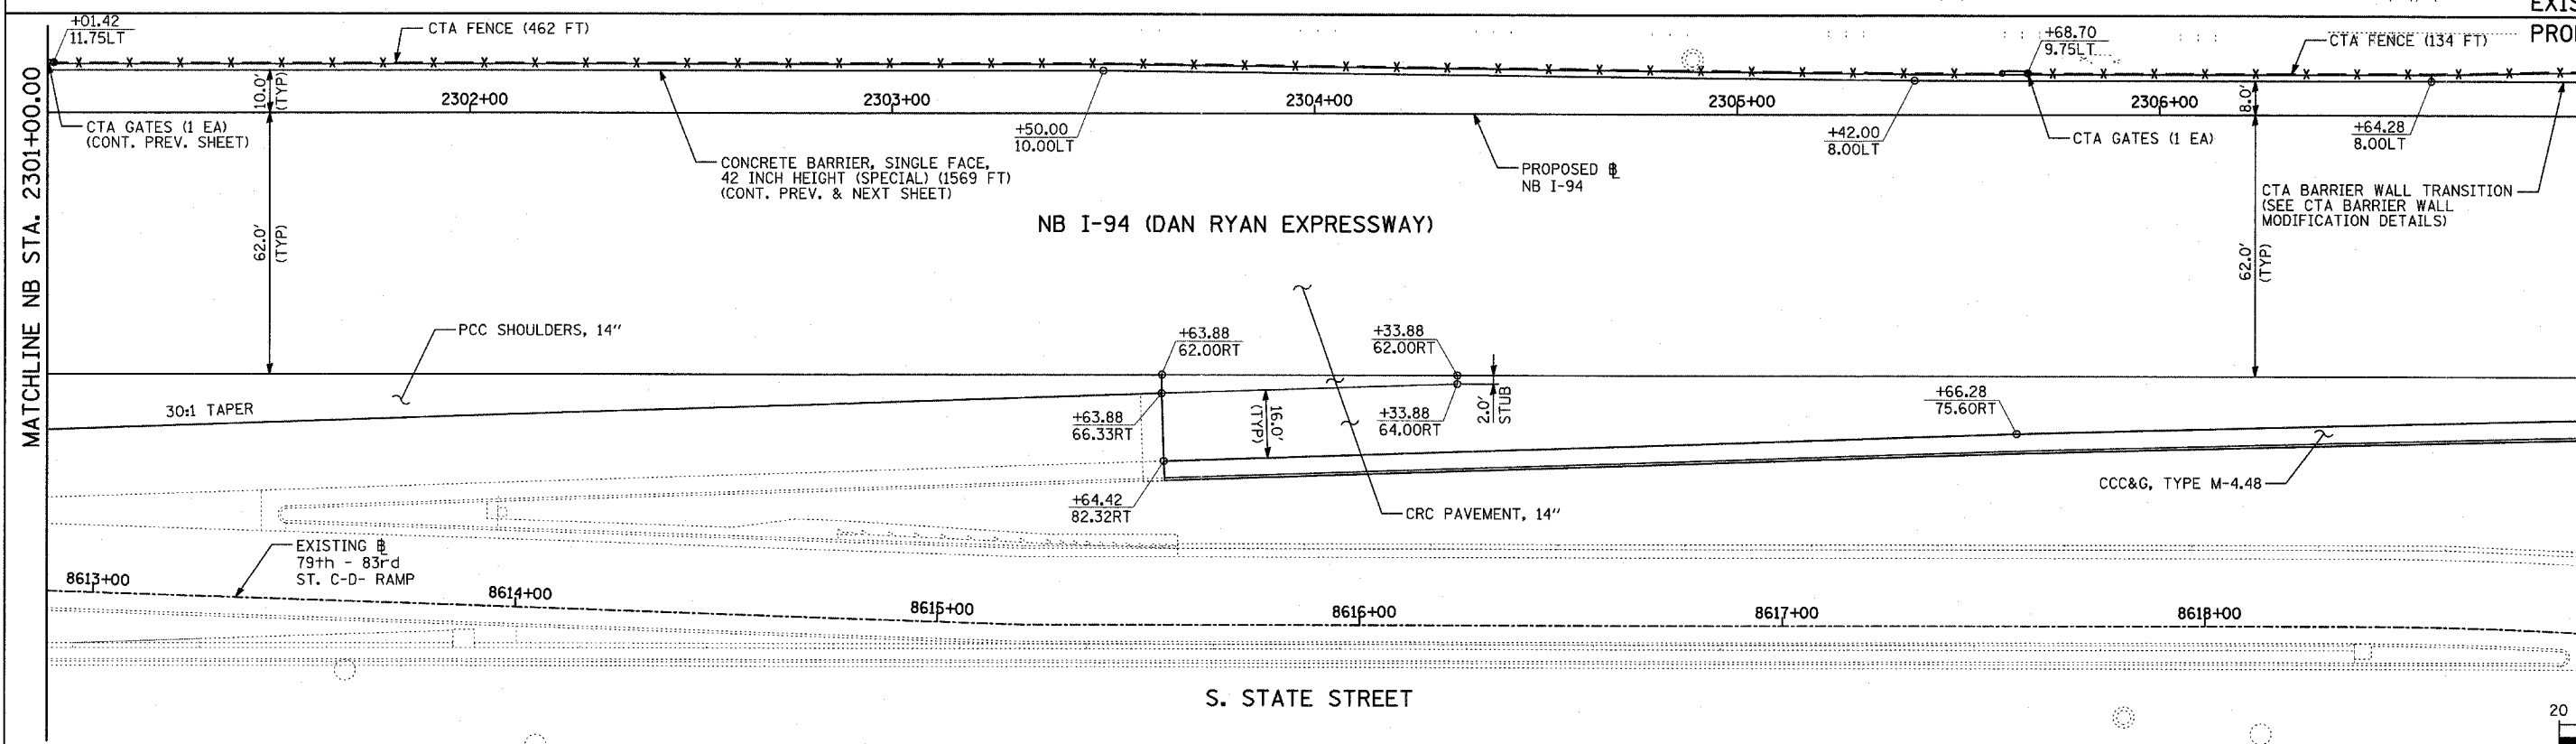 EXIS
PRO
+01.42
11.75LT
CTA FENCE (462 FT)
+68.70
9.75LT
CTA FENCE (134 FT)
MATCHLINE NB STA. 2301+00.00
10.0'
(TYP)
2302+00
2303+00
2304+00
2305+00
2306+00
8.0'
CTA GATES (1 EA)
(CONT. PREV. SHEET)
+50.00
10.00LT
+42.00
8.00LT
CTA GATES (1 EA)
+64.28
8.00LT
CONCRETE BARRIER, SINGLE FACE,
42 INCH HEIGHT (SPECIAL) (1569 FT)
(CONT. PREV. & NEXT SHEET)
PROPOSED ℄
NB I-94
CTA BARRIER WALL TRANSITION
(SEE CTA BARRIER WALL
MODIFICATION DETAILS)
NB I-94 (DAN RYAN EXPRESSWAY)
62.0'
(TYP)
62.0'
(TYP)
PCC SHOULDERS, 14"
+63.88
62.00RT
+33.88
62.00RT
30:1 TAPER
+63.88
66.33RT
16.0'
(TYP)
+33.88
64.00RT
2.0'
STUB
+66.28
75.60RT
+64.42
82.32RT
CRC PAVEMENT, 14"
CCC&G, TYPE M-4.48
EXISTING ℄
79th - 83rd
ST. C-D- RAMP
8613+00
8614+00
8615+00
8616+00
8617+00
8618+00
S. STATE STREET
20